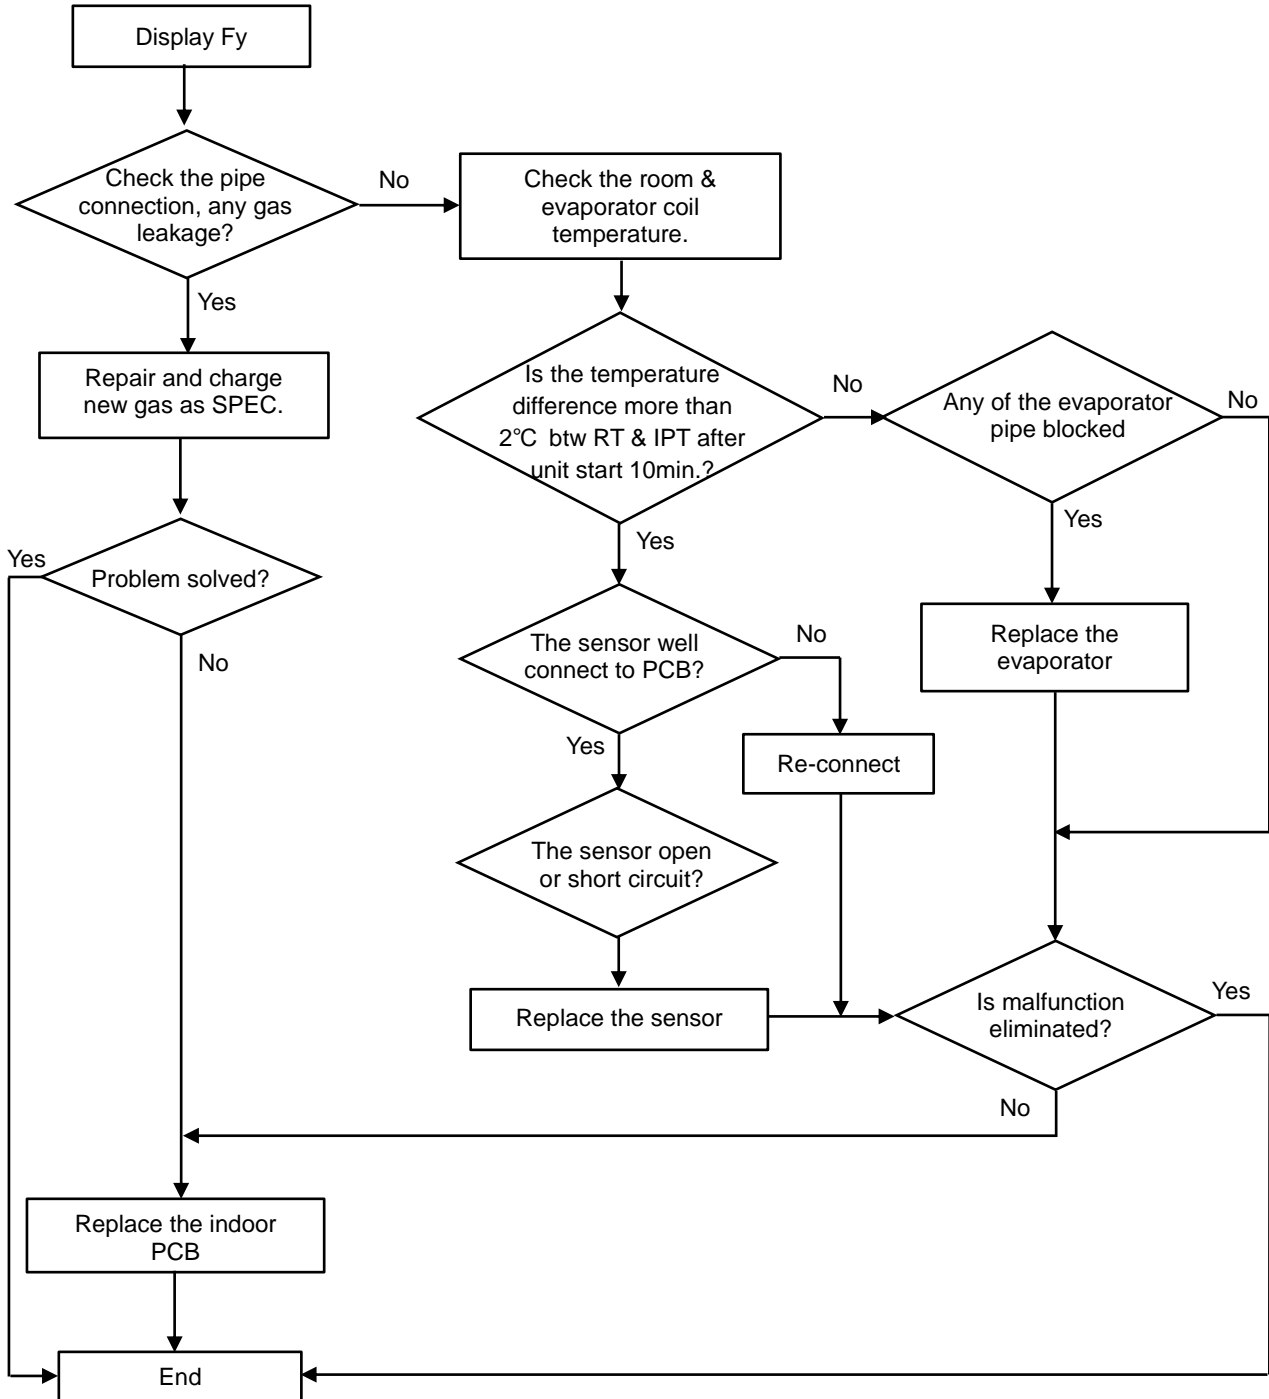 Display Fy
Check the pipe
connection, any gas
leakage?
No
Check the room &
evaporator coil
temperature.
Yes
Repair and charge
new gas as SPEC.
Is the temperature
difference more than
2℃ btw RT & IPT after
unit start 10min.?
No
Any of the evaporator
pipe blocked
No
Yes
Yes
Yes
Problem solved?
No
The sensor well
connect to PCB?
No
Replace the
evaporator
Yes
Re-connect
The sensor open
or short circuit?
Replace the sensor
Is malfunction
eliminated?
Yes
No
Replace the indoor
PCB
End